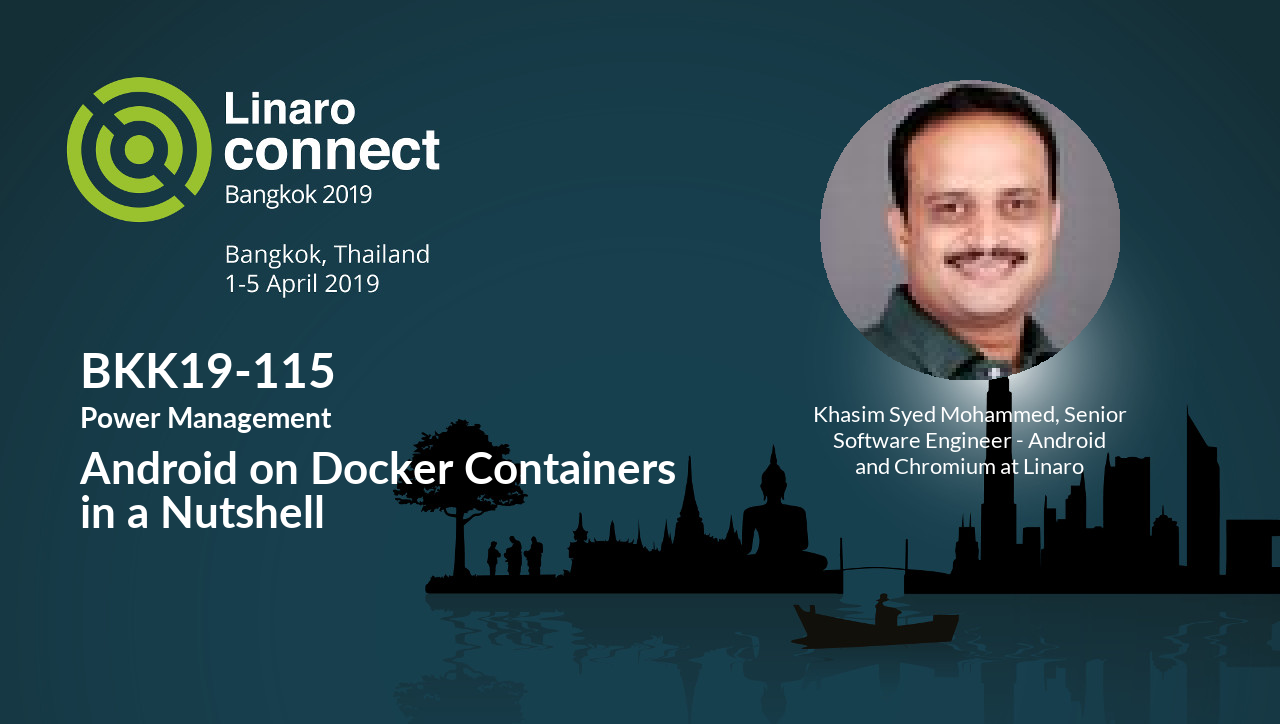 Linaro
connect
Bangkok 2019
Bangkok, Thailand
1-5 April 2019
BKK19-115
Power Management
Android on Docker Containers
in a Nutshell
Khasim Syed Mohammed, Senior
Software Engineer - Android
and Chromium at Linaro